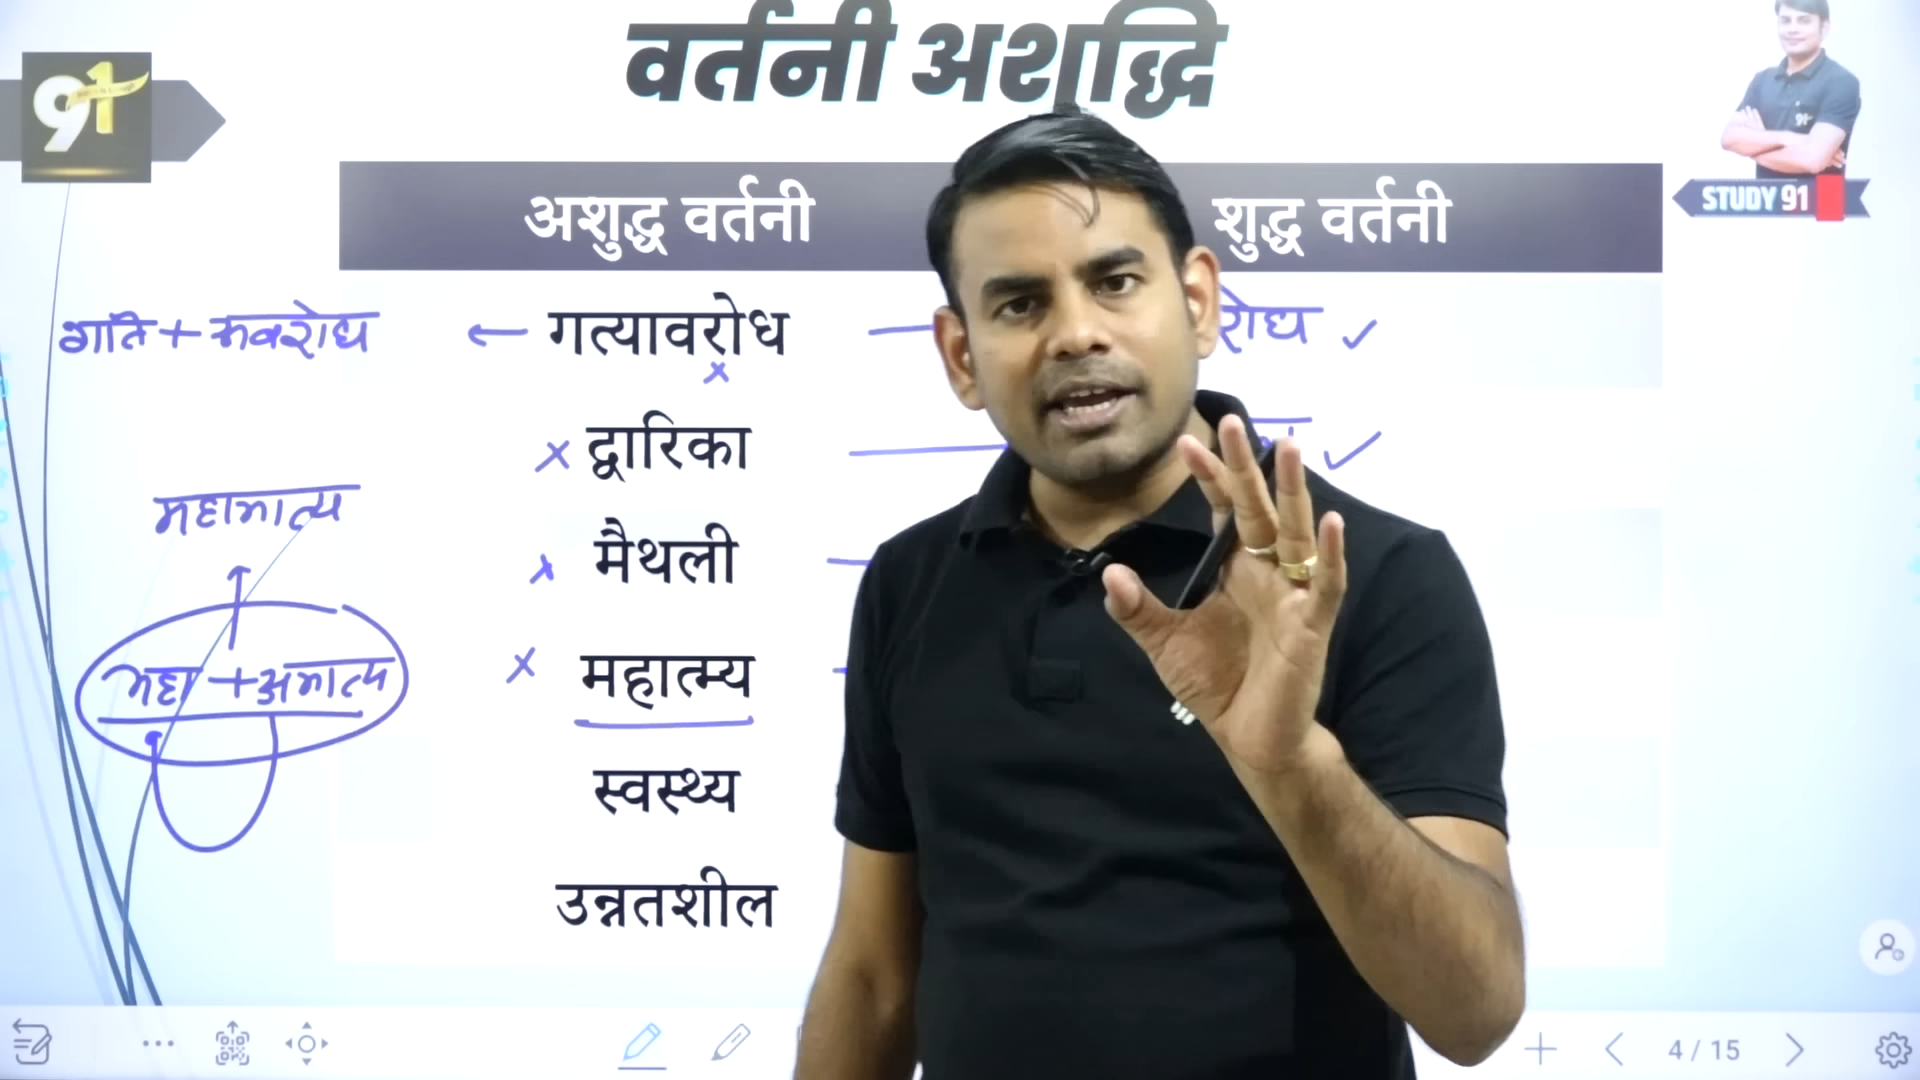 वर्तनी अशुद्धि
91
STUDY 91
अशुद्ध वर्तनी शुद्ध वर्तनी
गति + अवरोध ← गत्यावरोध रोध ✓
x
x द्वारिका ✓
महामात्य
x मैथली
महा + अमात्य
x महात्म्य
स्वस्थ्य
उन्नतशील
4 / 15